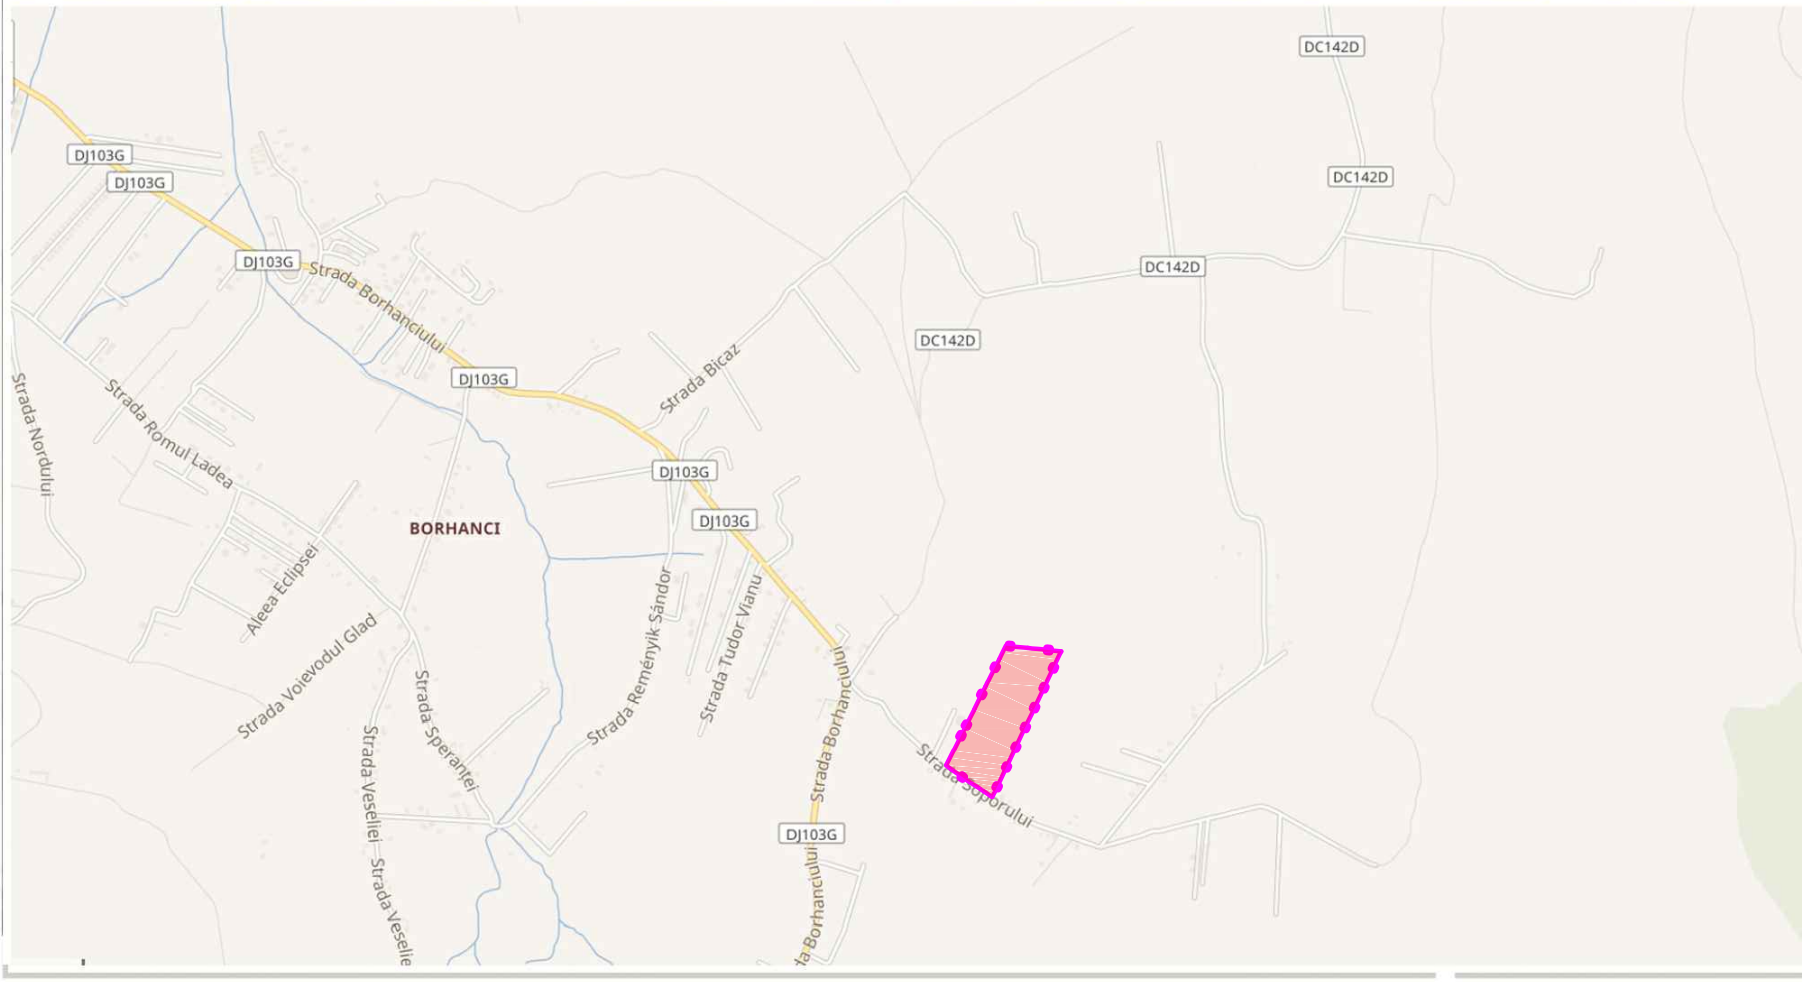 DC142D
DJ103G
DJ103G
DC142D
DJ103G
Strada Borhanciului
DC142D
DC142D
DJ103G
Strada Bicaz
Strada Nordului
Strada Romul Ladea
DJ103G
DJ103G
BORHANCI
Aleea Eclipsei
Strada Voievodul Glad
Strada Reményik Sándor
Strada Tudor Vianu
Strada Borhanciului
Strada Speranței
Strada Veseliei
Strada Soporului
DJ103G
Strada Veselie
da Borhanciului